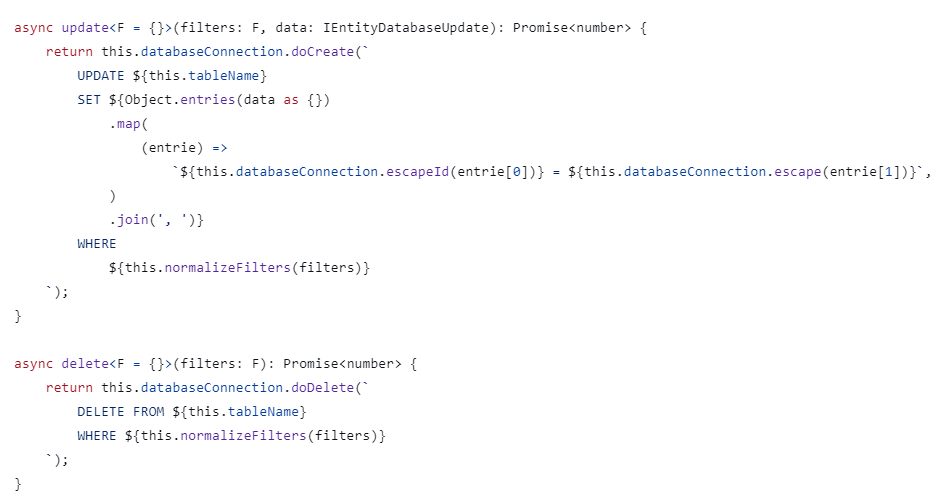 async update<F = {}>(filters: F, data: IEntityDatabaseUpdate): Promise<number> {
    return this.databaseConnection.doCreate(`
        UPDATE ${this.tableName}
        SET ${Object.entries(data as {})
            .map(
                (entrie) =>
                    `${this.databaseConnection.escapeId(entrie[0])} = ${this.databaseConnection.escape(entrie[1])}`,
            )
            .join(', ')}
        WHERE
            ${this.normalizeFilters(filters)}
    `);
}

async delete<F = {}>(filters: F): Promise<number> {
    return this.databaseConnection.doDelete(`
        DELETE FROM ${this.tableName}
        WHERE ${this.normalizeFilters(filters)}
    `);
}